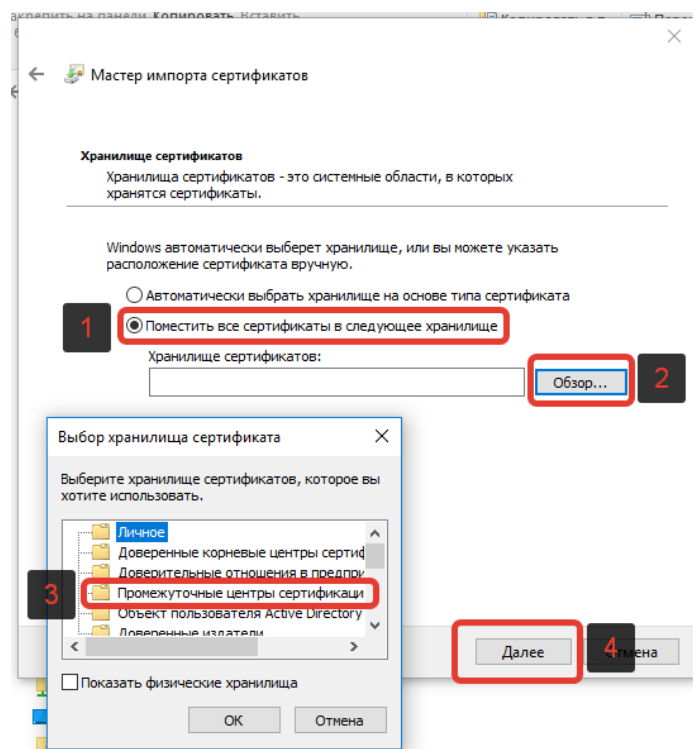 Копировать Вставить
Мастер импорта сертификатов
Хранилище сертификатов
Хранилища сертификатов - это системные области, в которых
хранятся сертификаты.
Windows автоматически выберет хранилище, или вы можете указать
расположение сертификата вручную.
Автоматически выбрать хранилище на основе типа сертификата
1
Поместить все сертификаты в следующее хранилище
Хранилище сертификатов:
Обзор...
2
Выбор хранилища сертификата
Выберите хранилище сертификатов, которое вы
хотите использовать.
Личное
Доверенные корневые центры сертиф
Доверительные отношения в предпри
3
Промежуточные центры сертификаци
Объект пользователя Active Directory
Доверенные издатели
Далее
4
Показать физические хранилища
ОК
Отмена